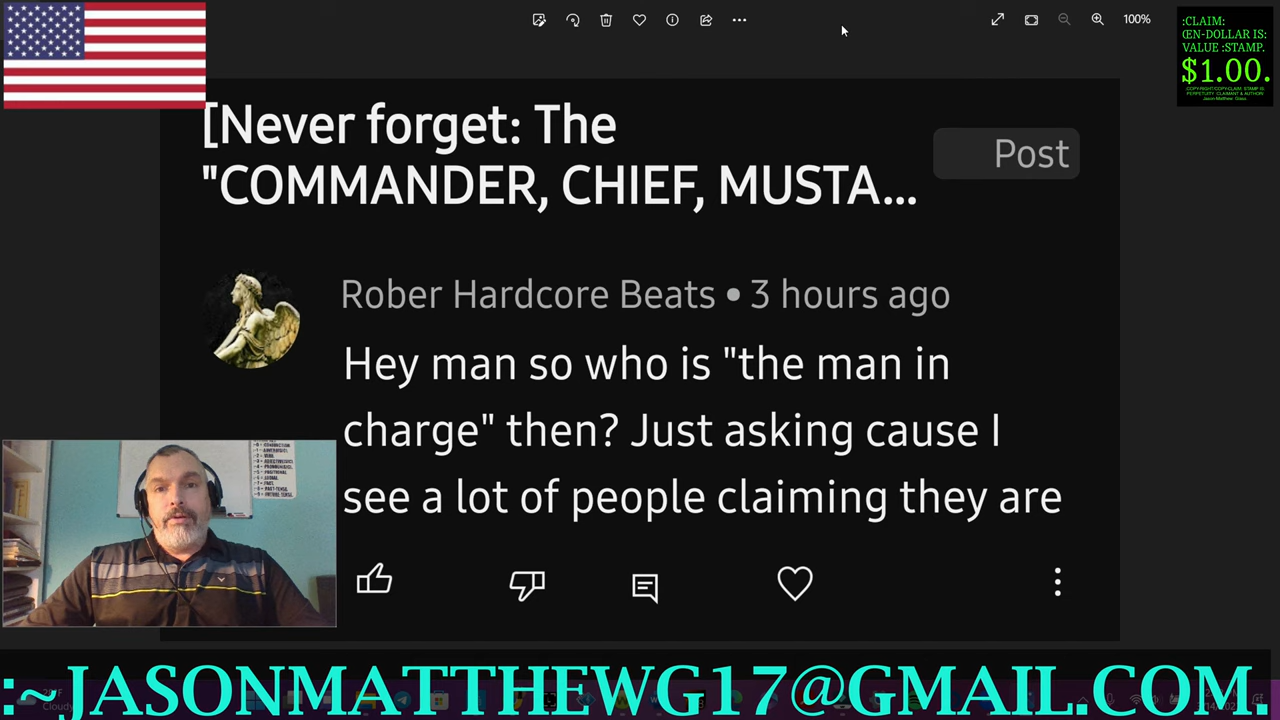 100%
:CLAIM:
ŒN-DOLLAR IS:
VALUE :STAMP.
$1.00.
[Never forget: The
"COMMANDER, CHIEF, MUSTA...
Post
Rober Hardcore Beats • 3 hours ago
Hey man so who is "the man in
charge" then? Just asking cause I
see a lot of people claiming they are
:~JASONMATTHEWG17@GMAIL.COM.